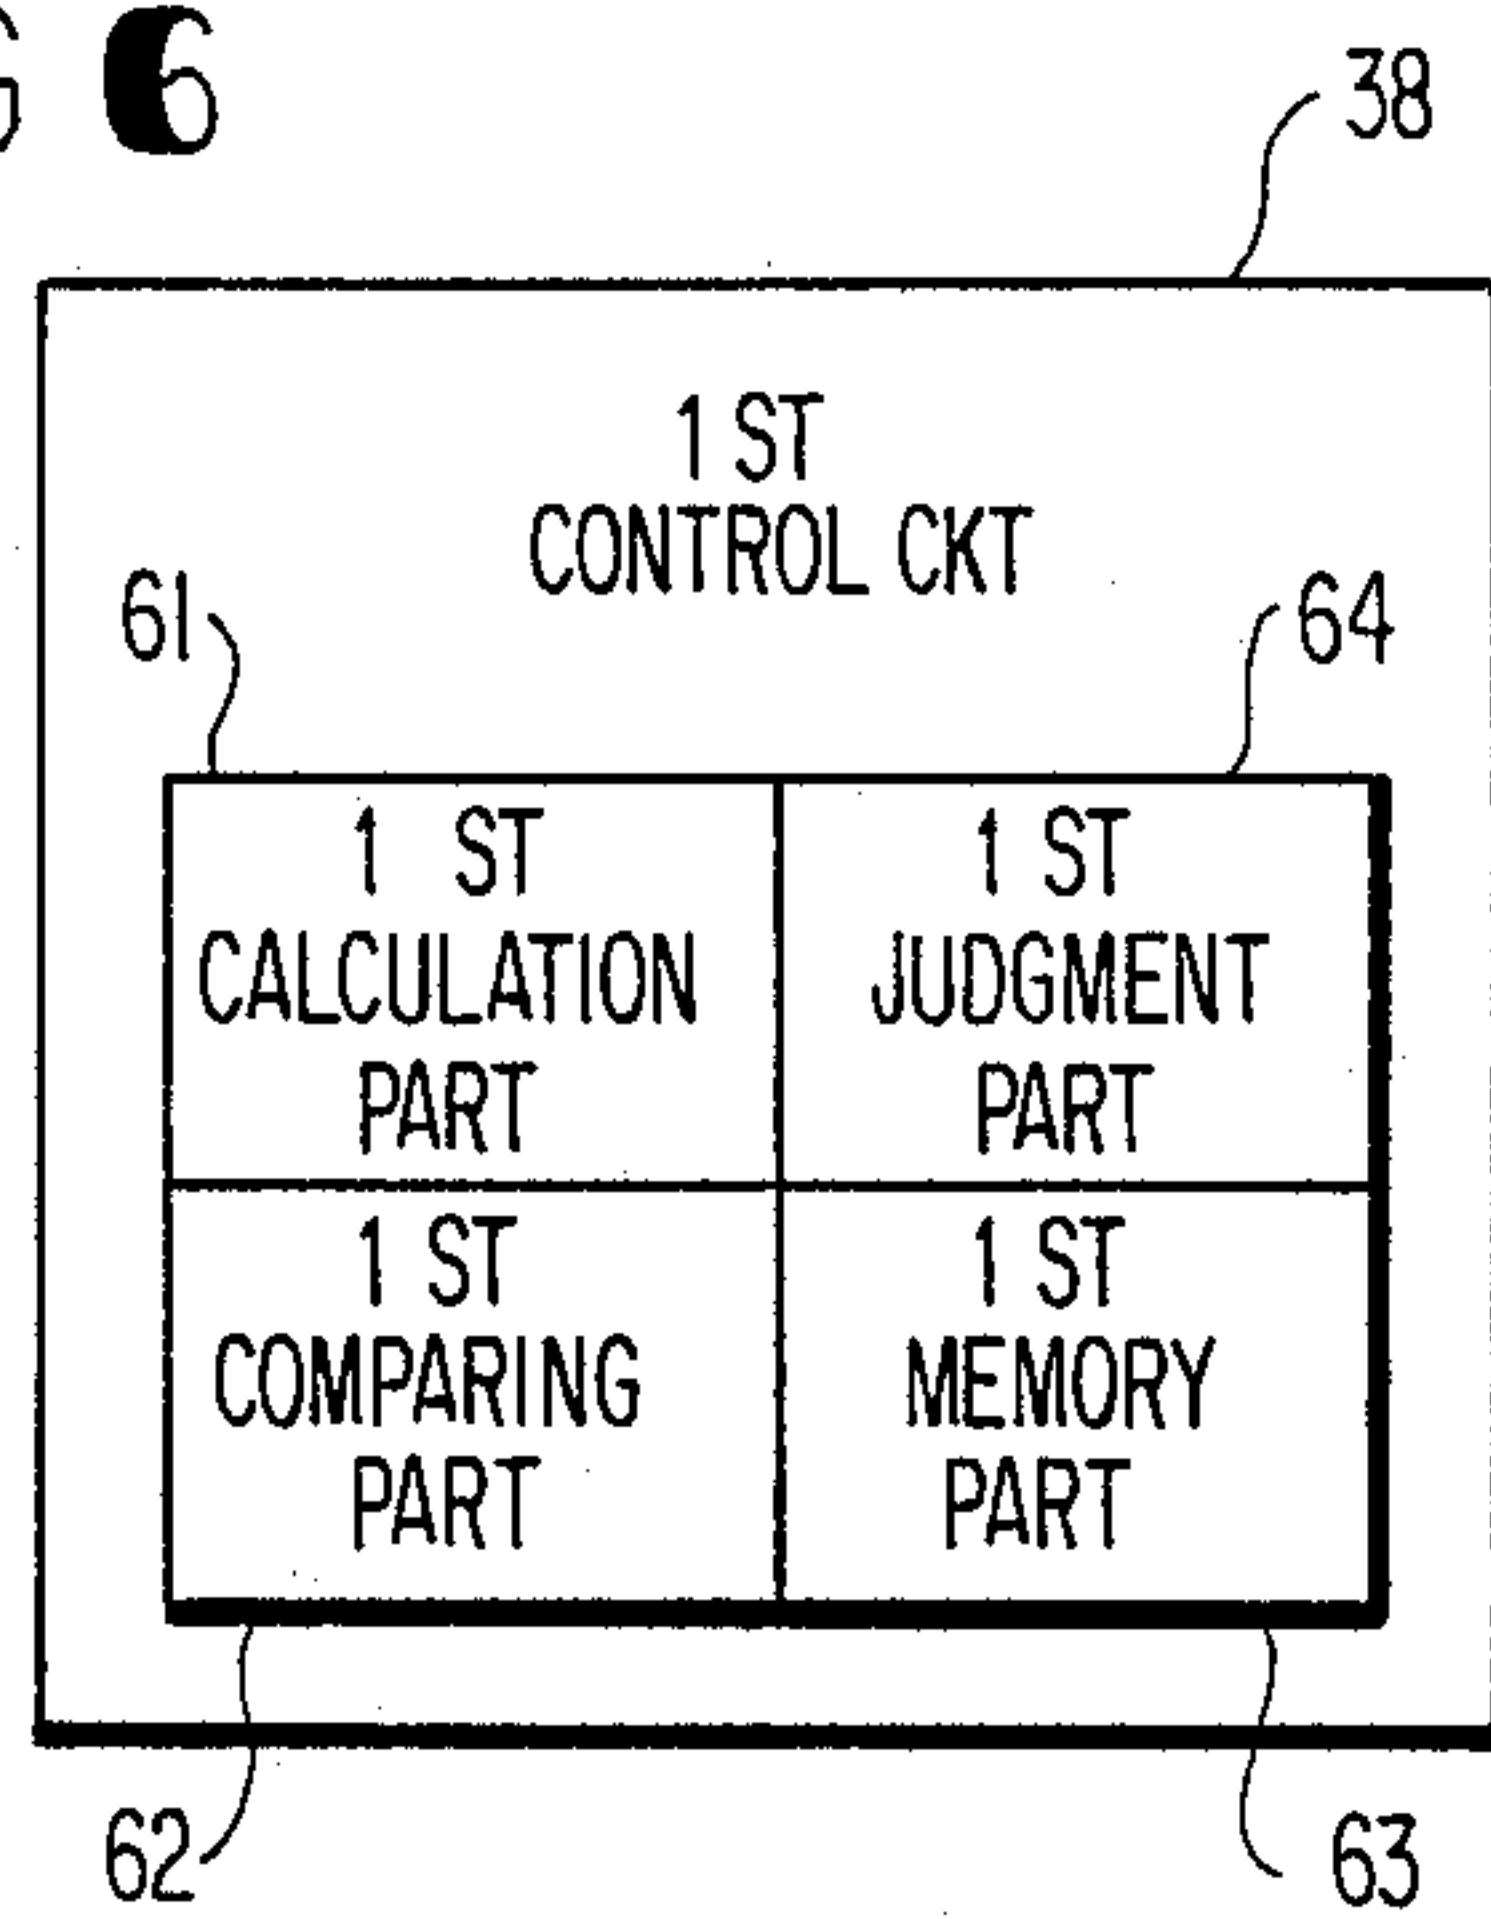 G 6
38
1 ST
CONTROL CKT
61
64
1 ST
CALCULATION
PART
1 ST
JUDGMENT
PART
1 ST
COMPARING
PART
1 ST
MEMORY
PART
62
63